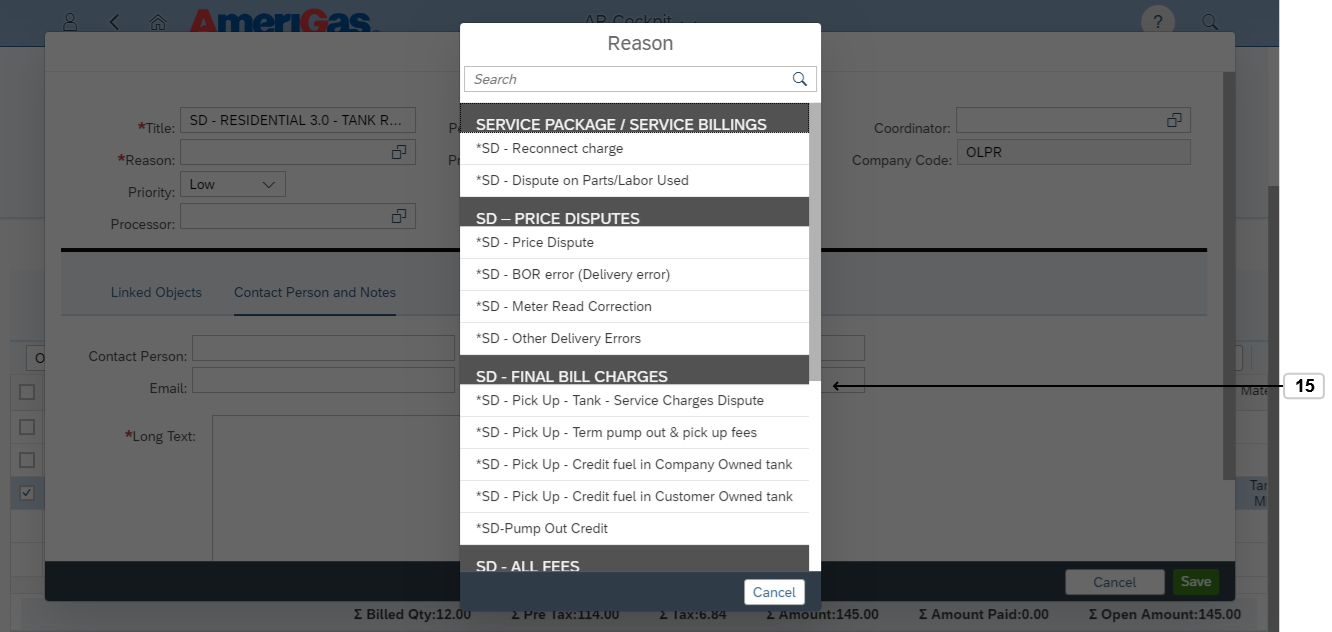 AmeriGas
AR Cockpit
?
Reason
Search
*Title: SD - RESIDENTIAL 3.0 - TANK R...
*Reason:
Priority: Low
Processor:
Coordinator:
Company Code: OLPR
SERVICE PACKAGE / SERVICE BILLINGS
*SD - Reconnect charge
*SD - Dispute on Parts/Labor Used
SD – PRICE DISPUTES
*SD - Price Dispute
*SD - BOR error (Delivery error)
*SD - Meter Read Correction
*SD - Other Delivery Errors
SD - FINAL BILL CHARGES
*SD - Pick Up - Tank - Service Charges Dispute
*SD - Pick Up - Term pump out & pick up fees
*SD - Pick Up - Credit fuel in Company Owned tank
*SD - Pick Up - Credit fuel in Customer Owned tank
*SD-Pump Out Credit
SD - ALL FEES
Cancel
Linked Objects Contact Person and Notes
Contact Person:
Email:
*Long Text:
15
Cancel Save
Σ Billed Qty:12.00 Σ Pre Tax:114.00 Σ Tax:6.84 Σ Amount:145.00 Σ Amount Paid:0.00 Σ Open Amount:145.00